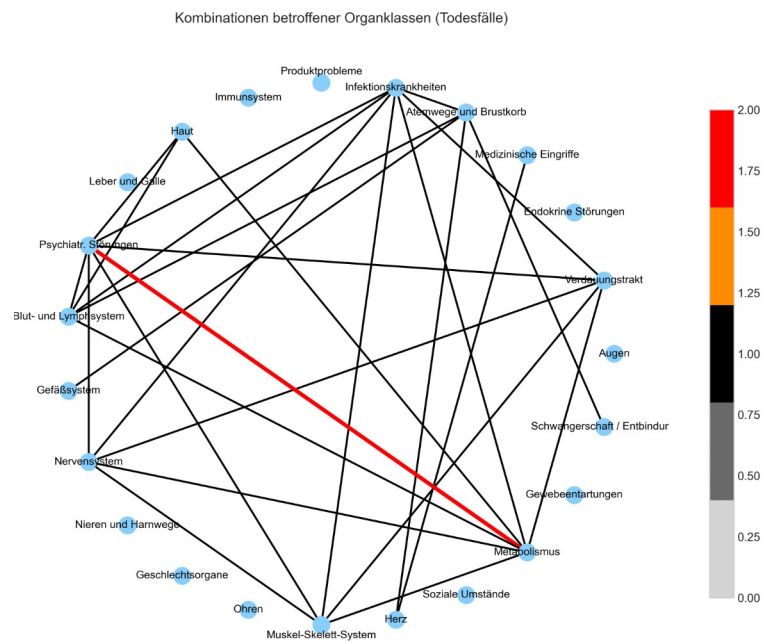 Kombinationen betroffener Organklassen (Todesfälle)
Produktprobleme
Infektionskrankheiten
Immunsystem
Atemwege und Brustkorb
Haut
Medizinische Eingriffe
Leber und Galle
Endokrine Störungen
Psychiatr. Störungen
Verdauungstrakt
Blut- und Lymphsystem
Augen
Gefäßsystem
Schwangerschaft / Entbindur
Nervensystem
Gewebeentartungen
Nieren und Harnwege
Metabolismus
Geschlechtsorgane
Soziale Umstände
Ohren
Herz
Muskel-Skelett-System
2.00
1.75
1.50
1.25
1.00
0.75
0.50
0.25
0.00